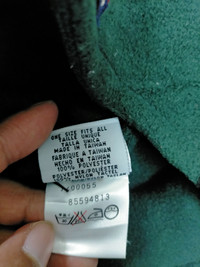 ONE SIZE FITS ALL
TAILLE UNIQUE
TALLA UNICA
MADE IN TAIWAN
FABRIQUE A TAIWAN
HECHO EN TAIWAN
100% POLYESTER
POLYESTER/POLYESTER
00065
85594813